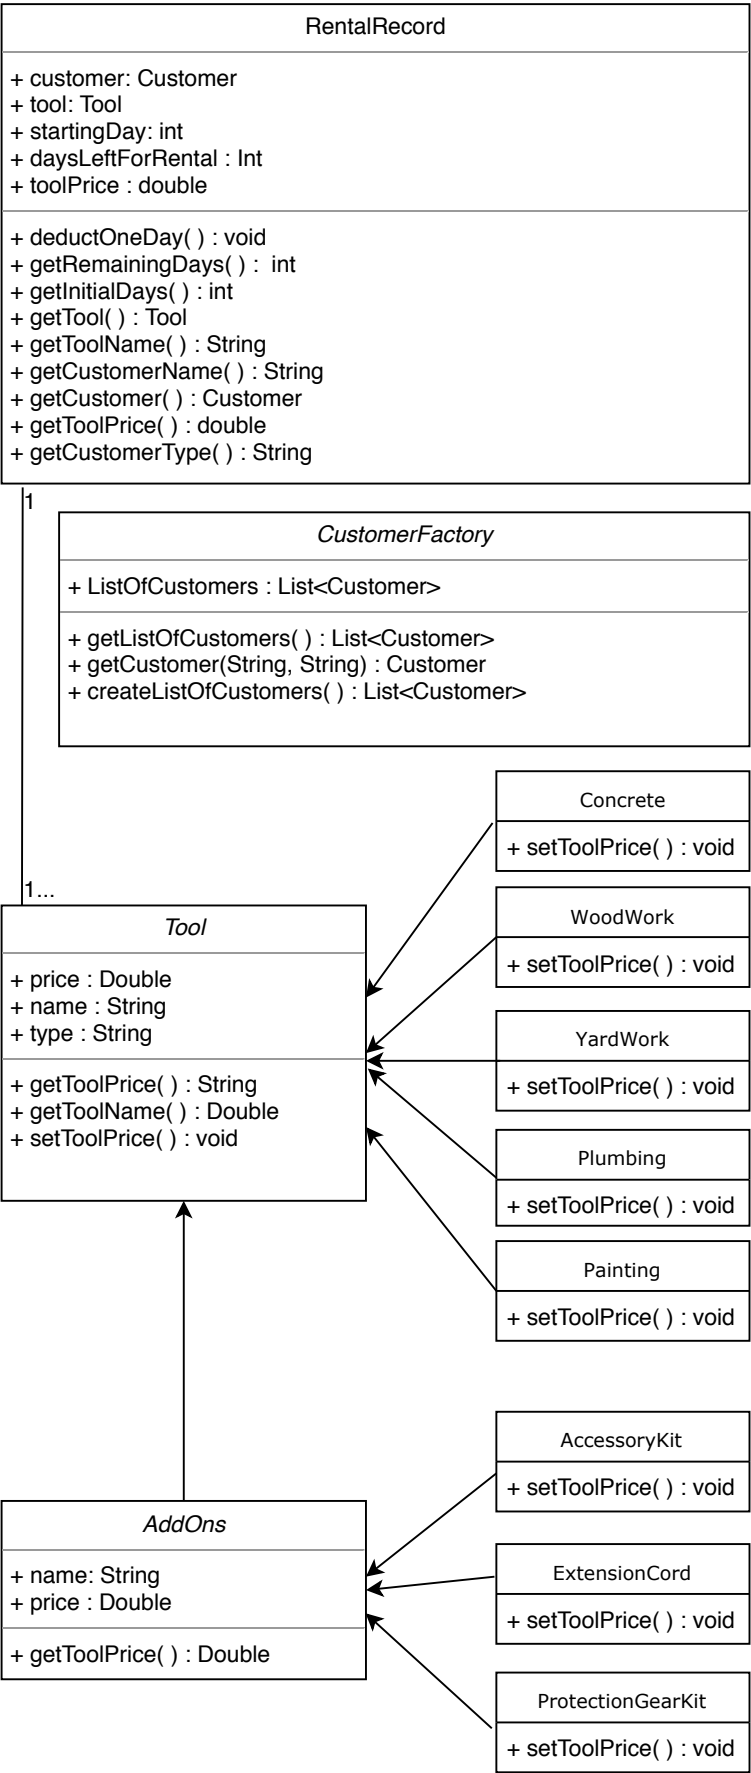 RentalRecord
+ customer: Customer
+ tool: Tool
+ startingDay: int
+ daysLeftForRental : Int
+ toolPrice : double
+ deductOneDay( ) : void
+ getRemainingDays( ) :  int
+ getInitialDays( ) : int
+ getTool( ) : Tool
+ getToolName( ) : String
+ getCustomerName( ) : String
+ getCustomer( ) : Customer
+ getToolPrice( ) : double
+ getCustomerType( ) : String
1
CustomerFactory
+ ListOfCustomers : List<Customer>
+ getListOfCustomers( ) : List<Customer>
+ getCustomer(String, String) : Customer
+ createListOfCustomers( ) : List<Customer>
1...
Tool
+ price : Double
+ name : String
+ type : String
+ getToolPrice( ) : String
+ getToolName( ) : Double
+ setToolPrice( ) : void
Concrete
+ setToolPrice( ) : void
WoodWork
+ setToolPrice( ) : void
YardWork
+ setToolPrice( ) : void
Plumbing
+ setToolPrice( ) : void
Painting
+ setToolPrice( ) : void
AddOns
+ name: String
+ price : Double
+ getToolPrice( ) : Double
AccessoryKit
+ setToolPrice( ) : void
ExtensionCord
+ setToolPrice( ) : void
ProtectionGearKit
+ setToolPrice( ) : void